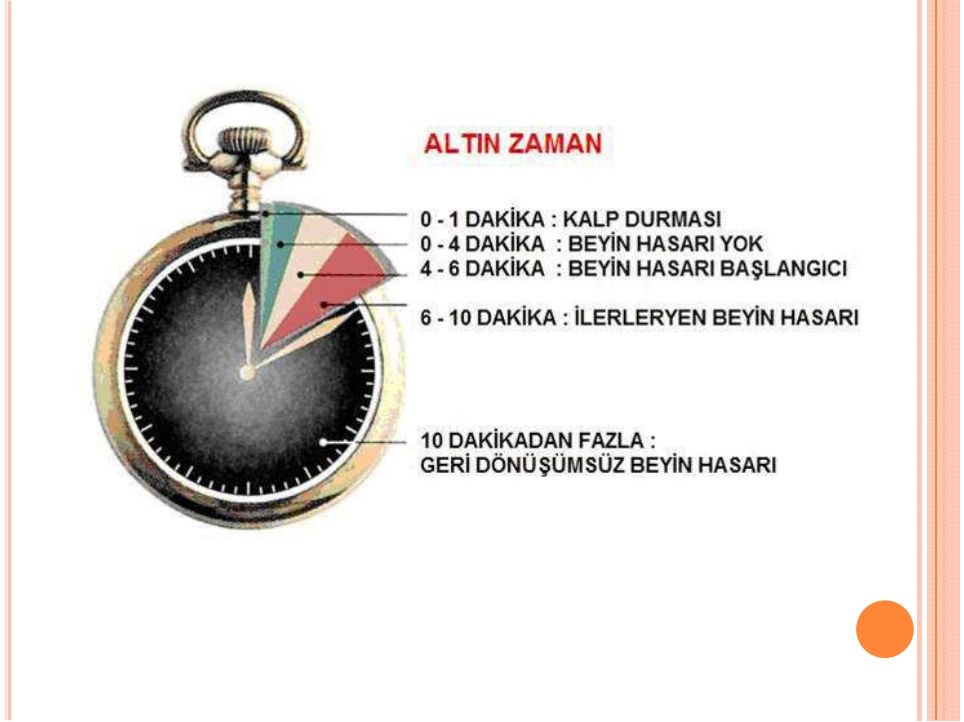 ALTIN ZAMAN
0 - 1 DAKİKA : KALP DURMASI
0 - 4 DAKİKA : BEYİN HASARI YOK
4 - 6 DAKİKA : BEYİN HASARI BAŞLANGICI
6 - 10 DAKİKA : İLERLERYEN BEYİN HASARI
10 DAKİKADAN FAZLA :
GERİ DÖNÜŞÜMSÜZ BEYİN HASARI